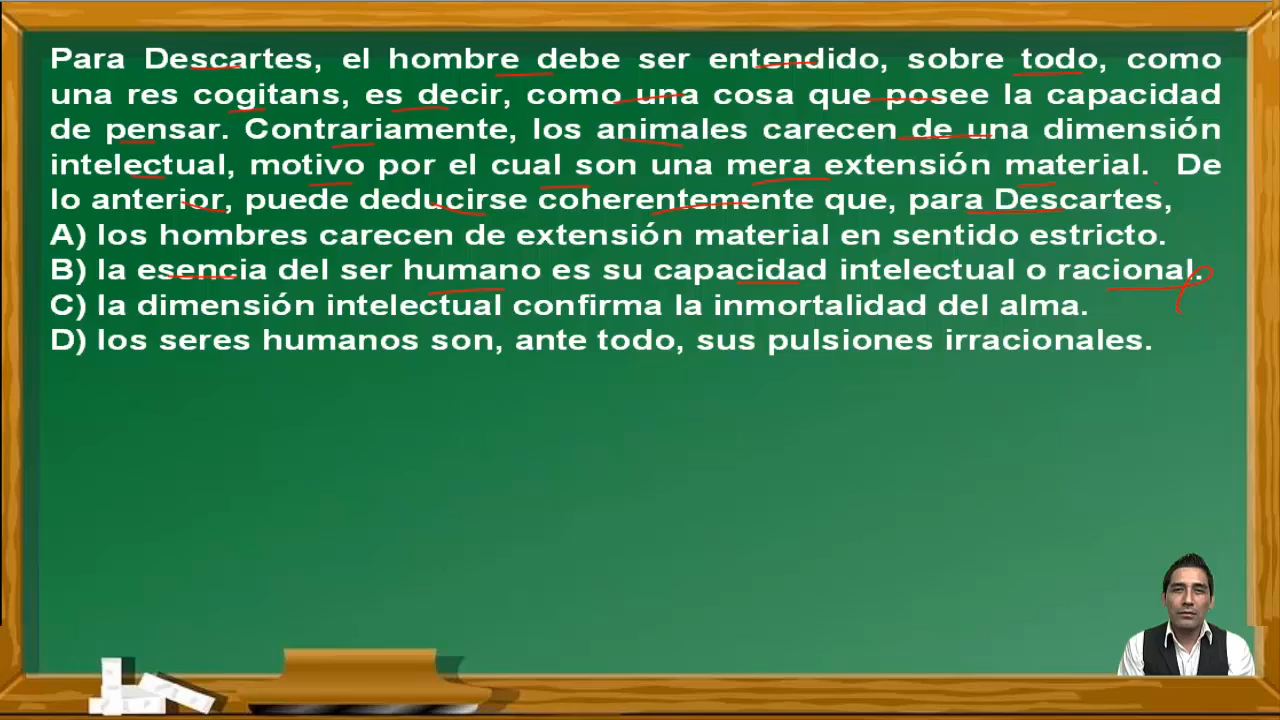 Para Descartes, el hombre debe ser entendido, sobre todo, como
una res cogitans, es decir, como una cosa que posee la capacidad
de pensar. Contrariamente, los animales carecen de una dimensión
intelectual, motivo por el cual son una mera extensión material. De
lo anterior, puede deducirse coherentemente que, para Descartes,
A) los hombres carecen de extensión material en sentido estricto.
B) la esencia del ser humano es su capacidad intelectual o racional.
C) la dimensión intelectual confirma la inmortalidad del alma.
D) los seres humanos son, ante todo, sus pulsiones irracionales.